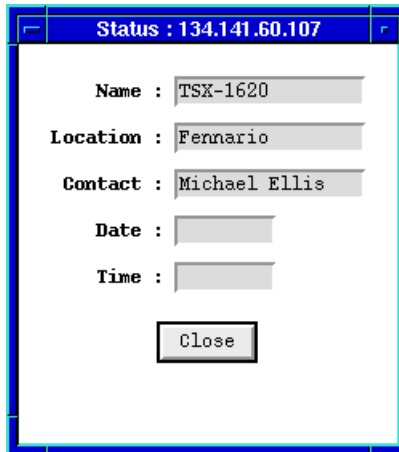 Status : 134.141.60.107
Name : TSX-1620
Location : Fennario
Contact : Michael Ellis
Date :
Time :
Close